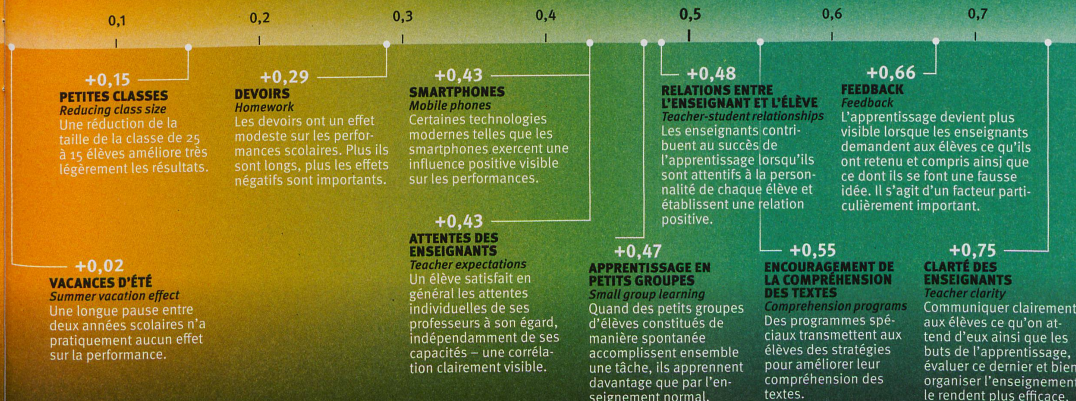 0,1 0,2 0,3 0,4 0,5 0,6 0,7
+0,15
PETITES CLASSES
Reducing class size
Une réduction de la
taille de la classe de 25
à 15 élèves améliore très
légèrement les résultats.
+0,29
DEVOIRS
Homework
Les devoirs ont un effet
modeste sur les perfor-
mances scolaires. Plus ils
sont longs, plus les effets
négatifs sont importants.
+0,43
SMARTPHONES
Mobile phones
Certaines technologies
modernes telles que les
smartphones exercent une
influence positive visible
sur les performances.
+0,48
RELATIONS ENTRE
L'ENSEIGNANT ET L'ÉLÈVE
Teacher-student relationships
Les enseignants contri-
buent au succès de
l'apprentissage lorsqu'ils
sont attentifs à la person-
nalité de chaque élève et
établissent une relation
positive.
+0,66
FEEDBACK
Feedback
L'apprentissage devient plus
visible lorsque les enseignants
demandent aux élèves ce qu'ils
ont retenu et compris ainsi que
ce dont ils se font une fausse
idée. Il s'agit d'un facteur parti-
culièrement important.
+0,02
VACANCES D'ÉTÉ
Summer vacation effect
Une longue pause entre
deux années scolaires n'a
pratiquement aucun effet
sur la performance.
+0,43
ATTENTES DES
ENSEIGNANTS
Teacher expectations
Un élève satisfait en
général les attentes
individuelles de ses
professeurs à son égard,
indépendamment de ses
capacités – une corréla-
tion clairement visible.
+0,47
APPRENTISSAGE EN
PETITS GROUPES
Small group learning
Quand des petits groupes
d'élèves constitués de
manière spontanée
accomplissent ensemble
une tâche, ils apprennent
davantage que par l'en-
seignement normal.
+0,55
ENCOURAGEMENT DE
LA COMPRÉHENSION
DES TEXTES
Comprehension programs
Des programmes spé-
ciaux transmettent aux
élèves des stratégies
pour améliorer leur
compréhension des
textes.
+0,75
CLARTÉ DES
ENSEIGNANTS
Teacher clarity
Communiquer clairement
aux élèves ce qu'on at-
tend d'eux ainsi que les
buts de l'apprentissage,
évaluer ce dernier et bien
organiser l'enseignement
le rendent plus efficace.